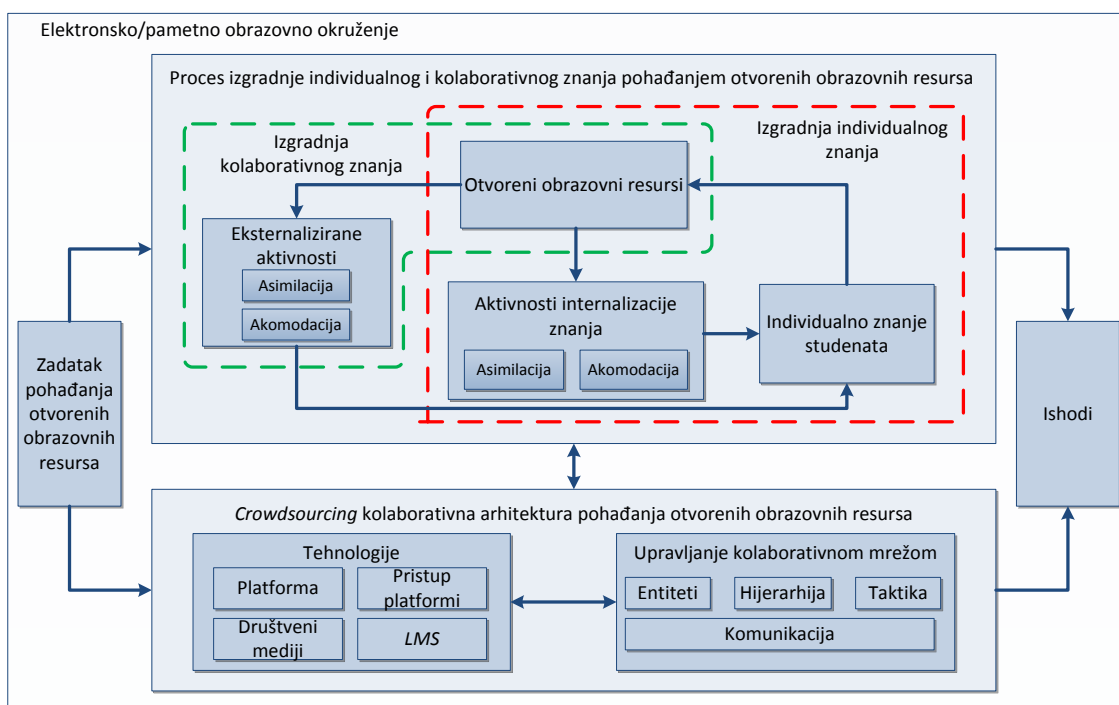 Elektronsko/pametno obrazovno okruženje
Proces izgradnje individualnog i kolaborativnog znanja pohađanjem otvorenih obrazovnih resursa
Izgradnja
kolaborativnog znanja
Izgradnja individualnog
znanja
Otvoreni obrazovni resursi
Eksternalizirane
aktivnosti
Asimilacija
Akomodacija
Aktivnosti internalizacije
znanja
Asimilacija
Akomodacija
Individualno znanje
studenata
Zadatak
pohađanja
otvorenih
obrazovnih
resursa
Ishodi
Crowdsourcing kolaborativna arhitektura pohađanja otvorenih obrazovnih resursa
Tehnologije
Platforma
Pristup
platformi
Društveni
mediji
LMS
Upravljanje kolaborativnom mrežom
Entiteti
Hijerarhija
Taktika
Komunikacija